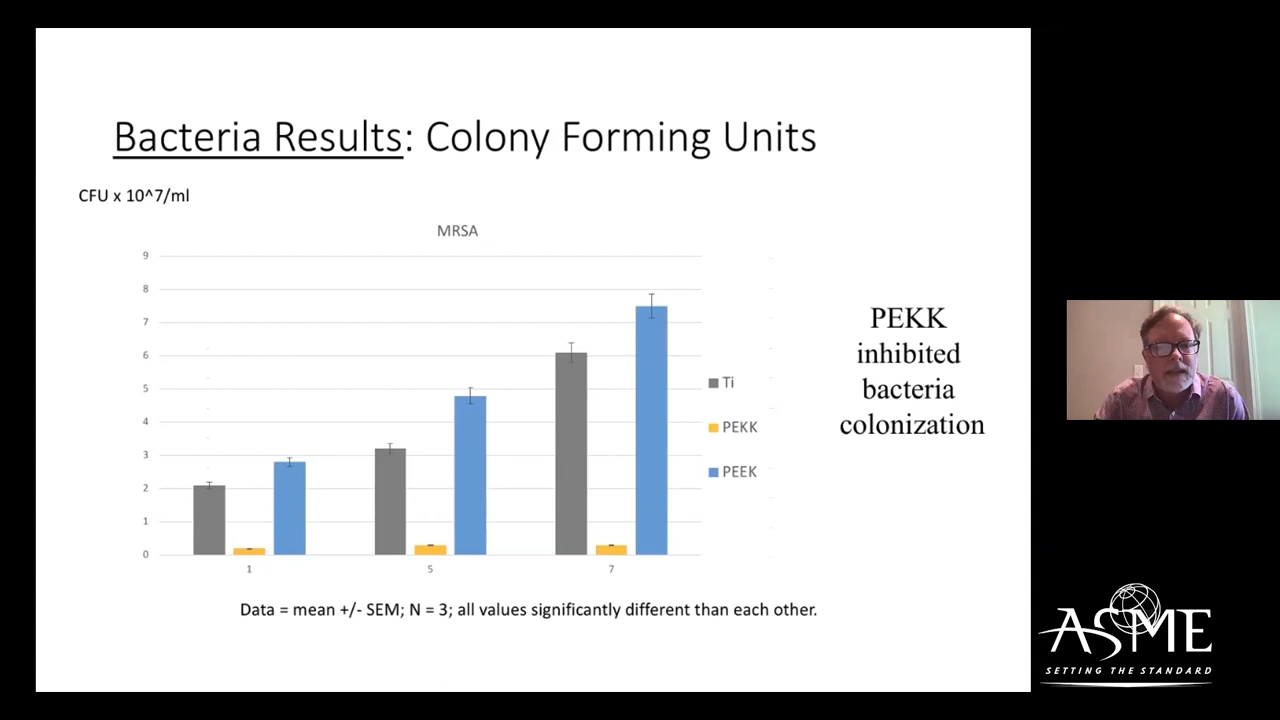 Bacteria Results: Colony Forming Units
CFU x 10^7/ml
MRSA
9
8
7
6
5
4
3
2
1
0
1
5
7
Ti
PEKK
PEEK
PEKK
inhibited
bacteria
colonization
Data = mean +/- SEM; N = 3; all values significantly different than each other.
ASME
SETTING THE STANDARD